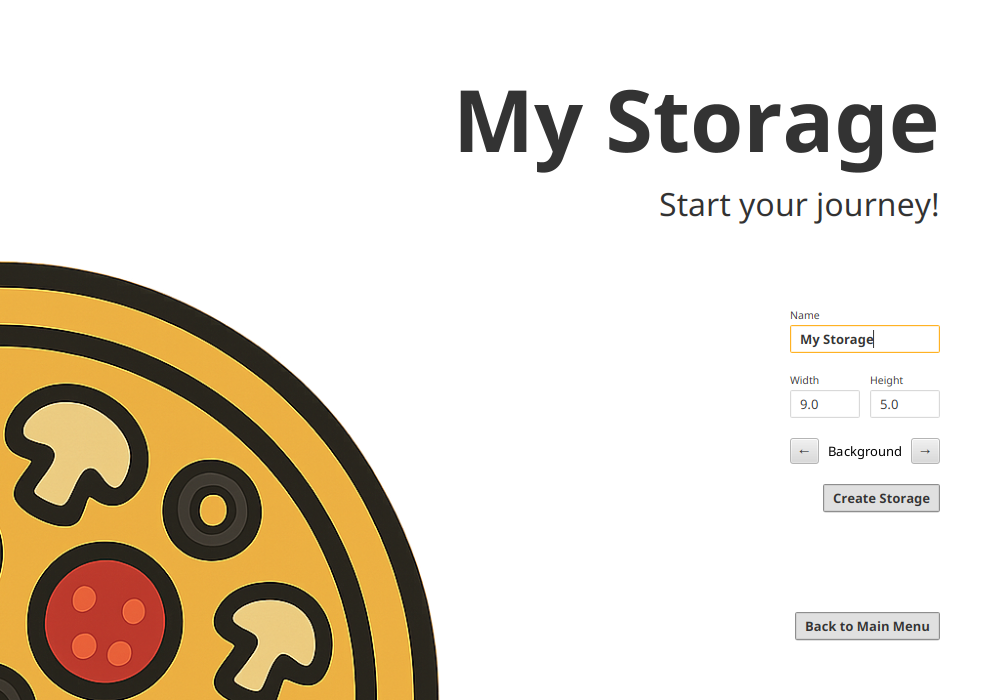 My Storage
Start your journey!
Name
My Storage
Width Height
9.0 5.0
← Background →
Create Storage
Back to Main Menu